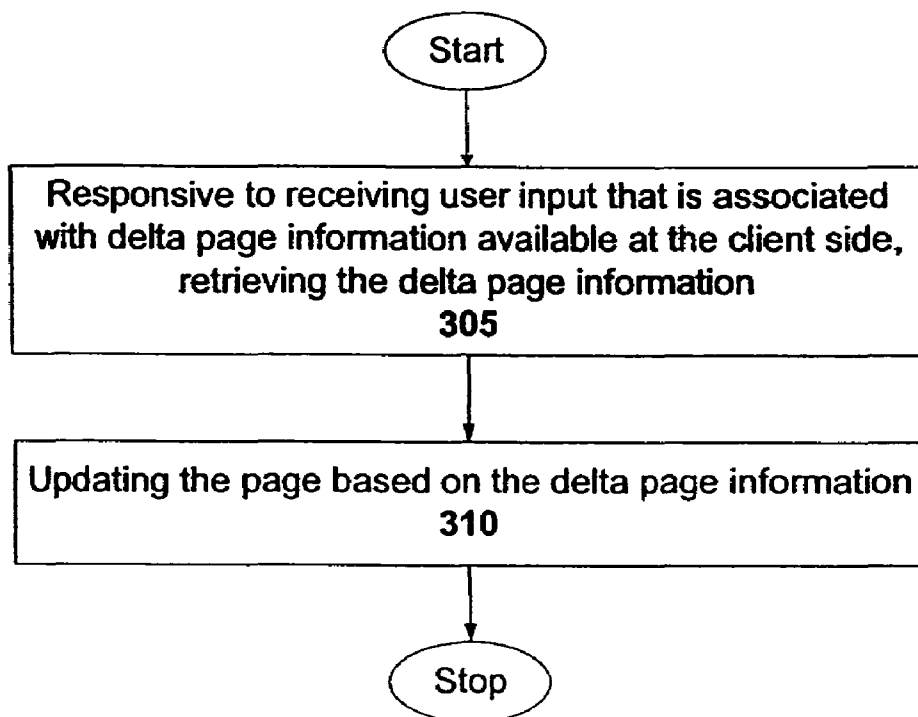 Start
Responsive to receiving user input that is associated
with delta page information available at the client side,
retrieving the delta page information
305
Updating the page based on the delta page information
310
Stop